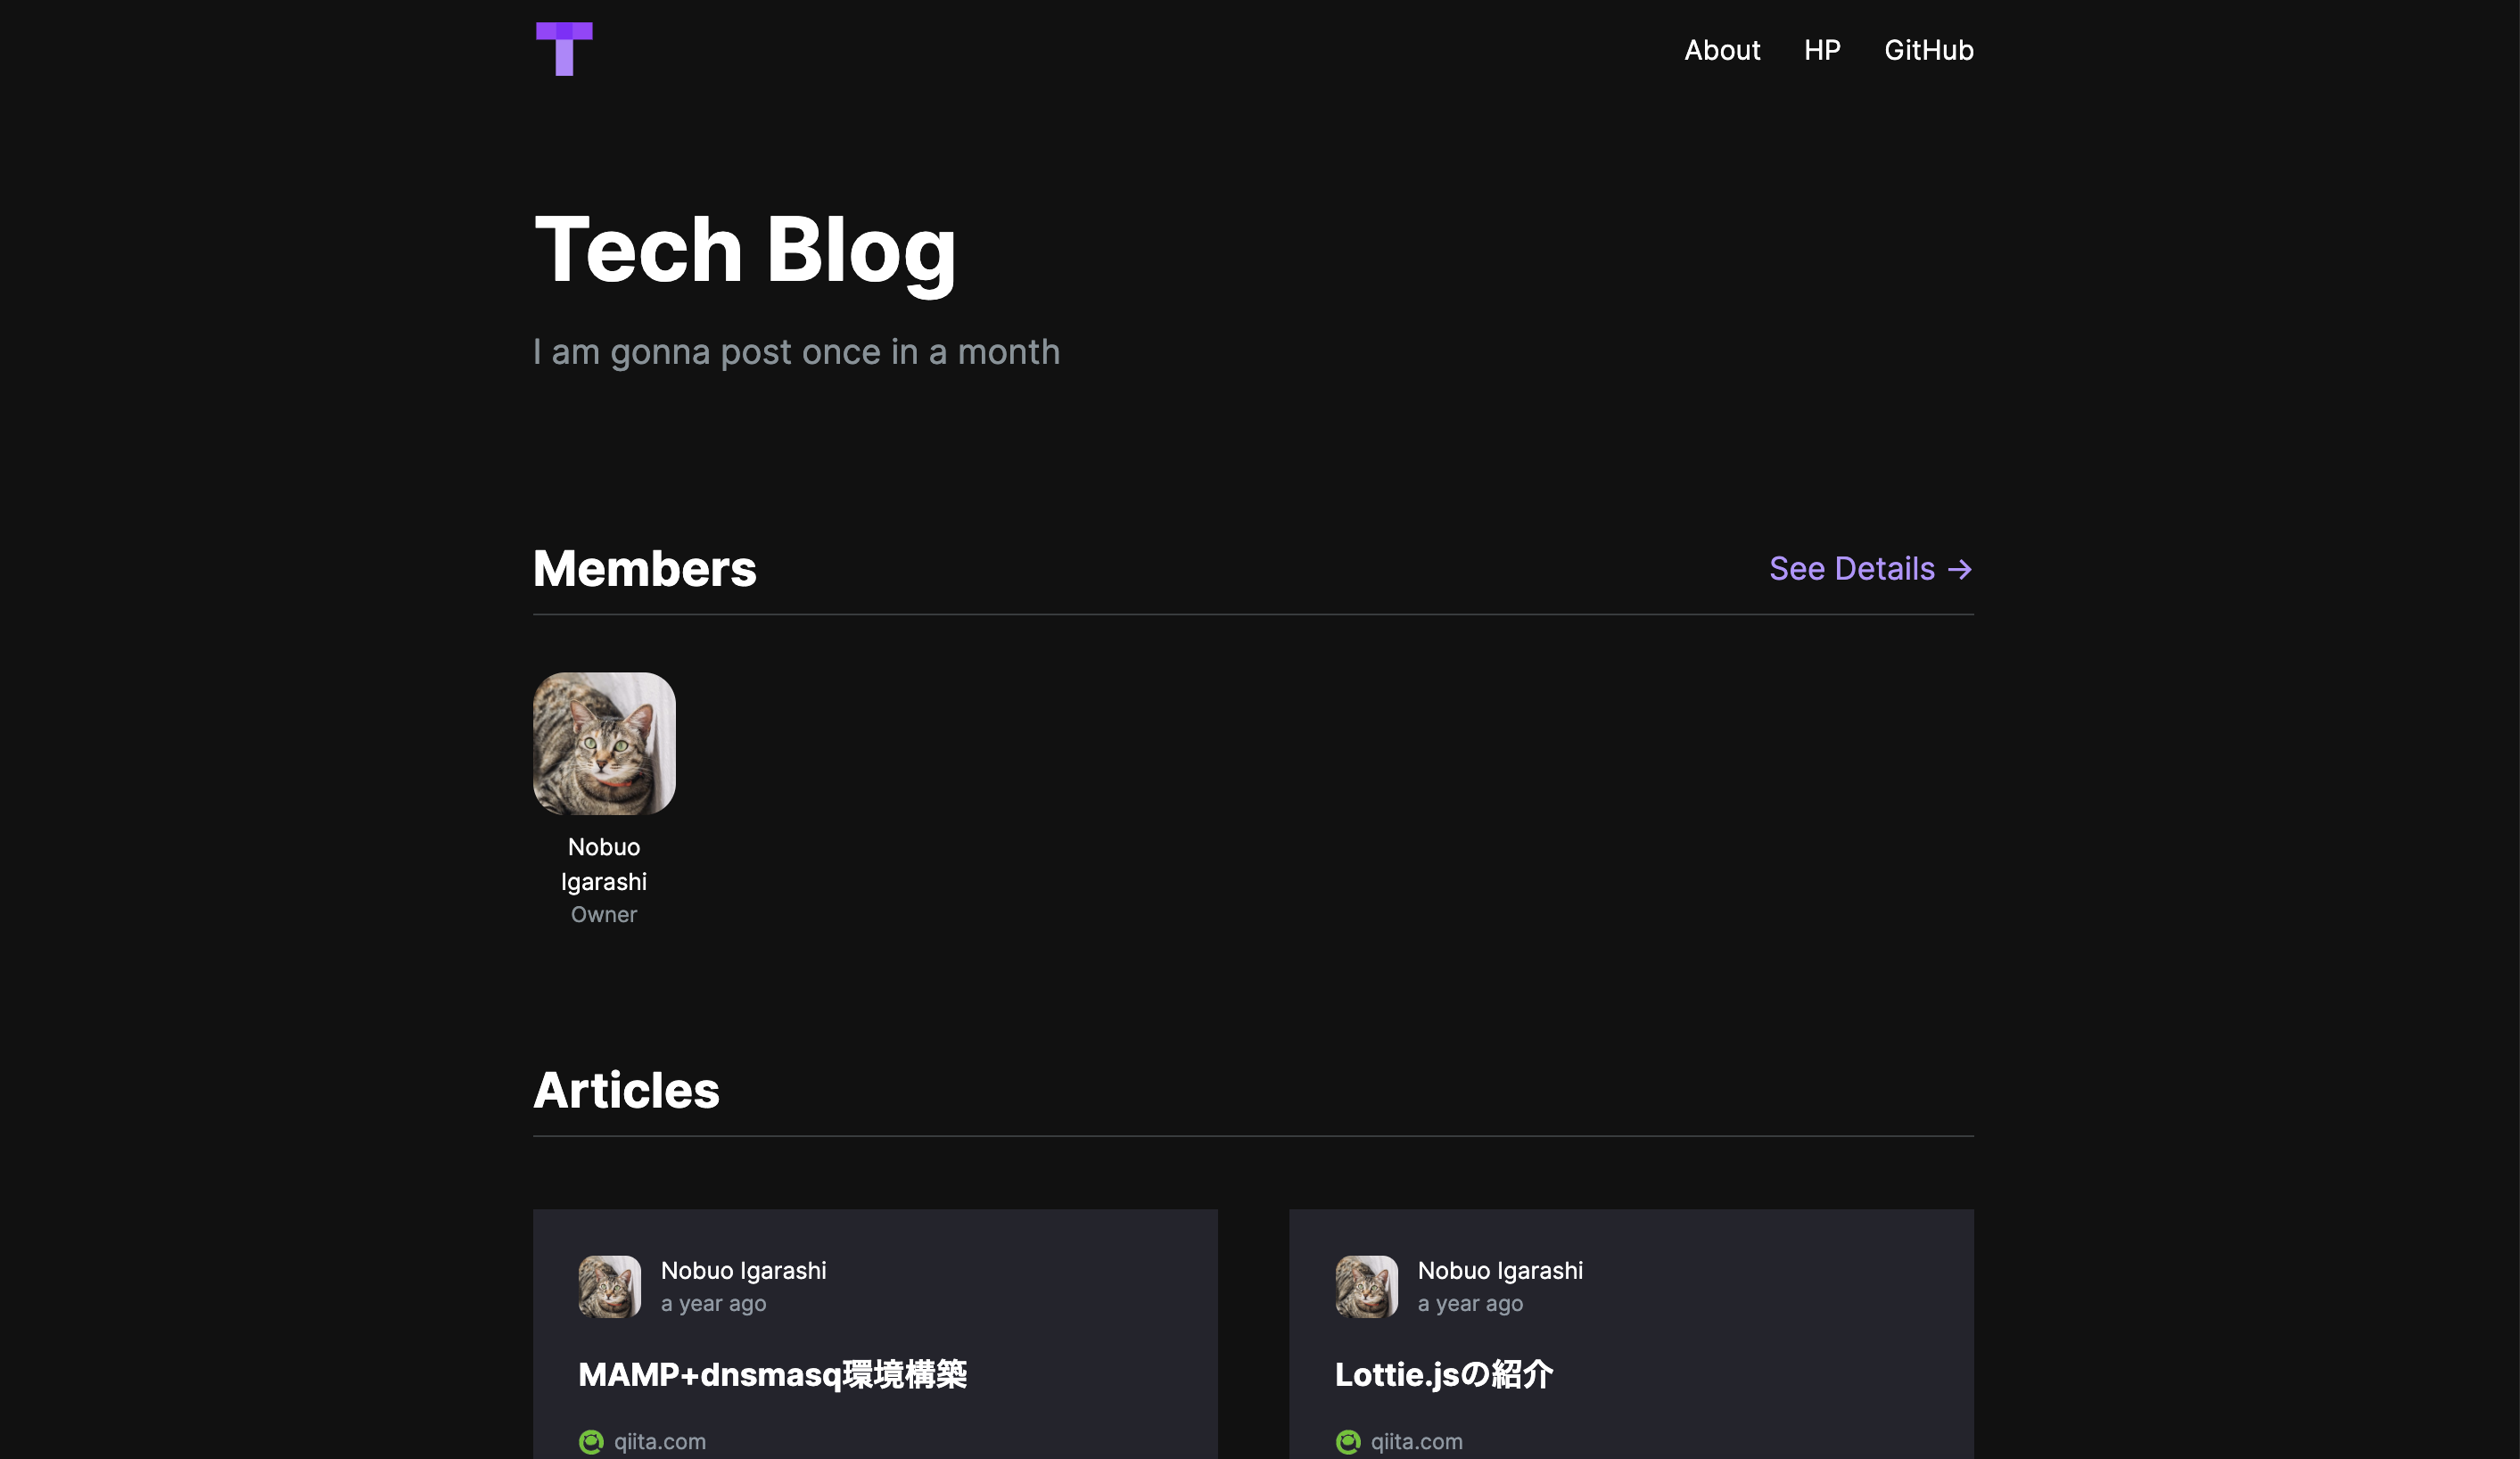 T
About HP GitHub
Tech Blog
I am gonna post once in a month
Members
See Details →
Nobuo
Igarashi
Owner
Articles
Nobuo Igarashi
a year ago
MAMP+dnsmasq環境構築
qiita.com
Nobuo Igarashi
a year ago
Lottie.jsの紹介
qiita.com